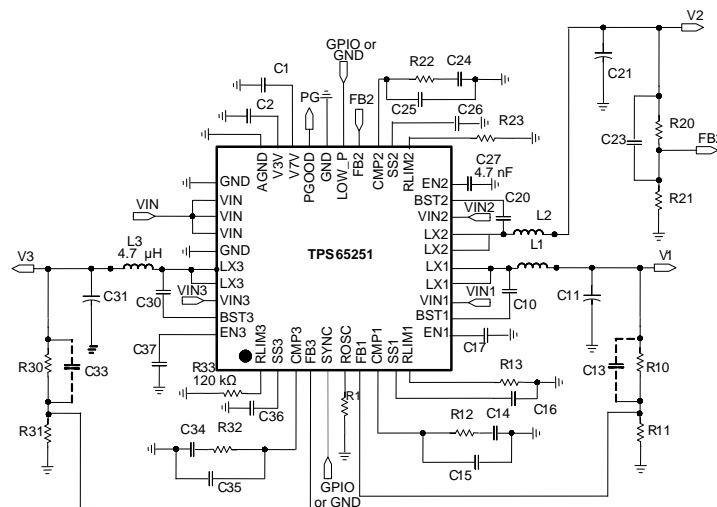 GPIO or
GND
V2
C1
R22
C24
C21
C2
PG
FB2
C25
C26
C23
R20
FB2
R23
R21
AGND
V3V
V7V
PGOOD
GND
LOW_P
FB2
CMP2
SS2
RLIM2
C27
4.7 nF
GND
VIN
VIN
VIN
VIN
GND
LX3
LX3
VIN3
VIN3
BST3
EN3
EN2
BST2
VIN2
VIN2
LX2
LX2
LX1
LX1
VIN1
VIN1
BST1
EN1
C20
L2
L1
TPS65251
V3
L3
4.7 µH
V1
C31
C30
C10
C11
C37
C17
R30
C33
R31
R33
120 kΩ
RLIM3
SS3
CMP3
FB3
SYNC
ROSC
FB1
CMP1
SS1
RLIM1
R13
C13
R10
C36
R1
C16
R11
C34
R32
R12
C14
C35
C15
GPIO
or GND